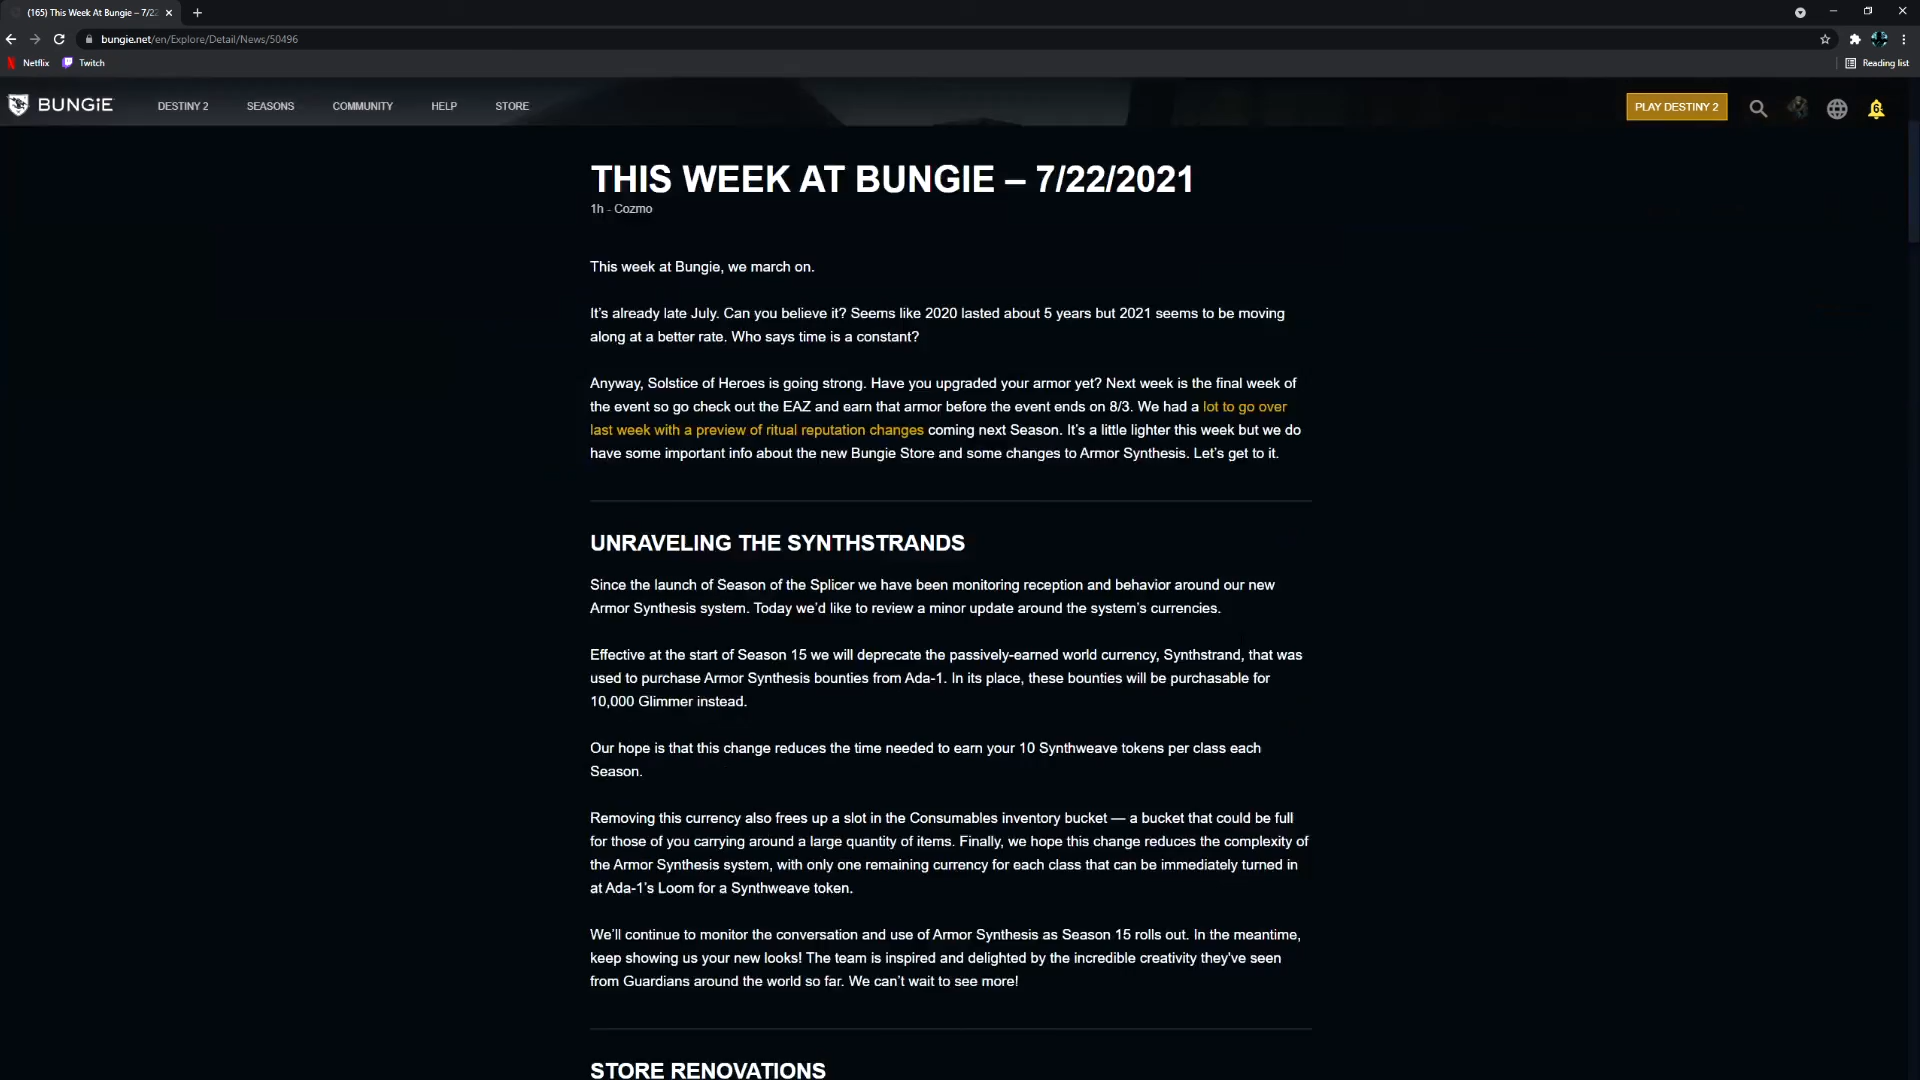 (165) This Week At Bungie – 7/22
bungie.net/en/Explore/Detail/News/50496
Netflix
Twitch
Reading list
BUNGiE
DESTINY 2
SEASONS
COMMUNITY
HELP
STORE
PLAY DESTINY 2
THIS WEEK AT BUNGIE – 7/22/2021
1h - Cozmo
This week at Bungie, we march on.
It’s already late July. Can you believe it? Seems like 2020 lasted about 5 years but 2021 seems to be moving
along at a better rate. Who says time is a constant?
Anyway, Solstice of Heroes is going strong. Have you upgraded your armor yet? Next week is the final week of
the event so go check out the EAZ and earn that armor before the event ends on 8/3. We had a lot to go over
last week with a preview of ritual reputation changes coming next Season. It’s a little lighter this week but we do
have some important info about the new Bungie Store and some changes to Armor Synthesis. Let’s get to it.
UNRAVELING THE SYNTHSTRANDS
Since the launch of Season of the Splicer we have been monitoring reception and behavior around our new
Armor Synthesis system. Today we’d like to review a minor update around the system’s currencies.
Effective at the start of Season 15 we will deprecate the passively-earned world currency, Synthstrand, that was
used to purchase Armor Synthesis bounties from Ada-1. In its place, these bounties will be purchasable for
10,000 Glimmer instead.
Our hope is that this change reduces the time needed to earn your 10 Synthweave tokens per class each
Season.
Removing this currency also frees up a slot in the Consumables inventory bucket — a bucket that could be full
for those of you carrying around a large quantity of items. Finally, we hope this change reduces the complexity of
the Armor Synthesis system, with only one remaining currency for each class that can be immediately turned in
at Ada-1’s Loom for a Synthweave token.
We’ll continue to monitor the conversation and use of Armor Synthesis as Season 15 rolls out. In the meantime,
keep showing us your new looks! The team is inspired and delighted by the incredible creativity they've seen
from Guardians around the world so far. We can’t wait to see more!
STORE RENOVATIONS